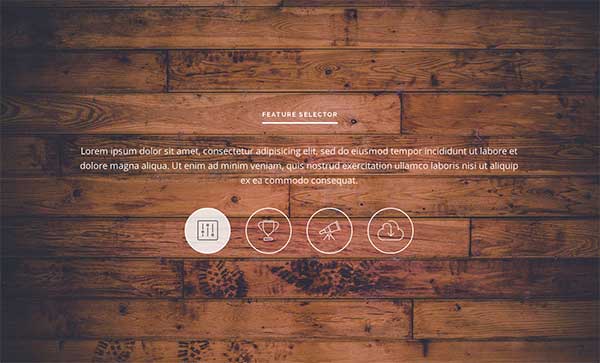 FEATURE SELECTOR
Lorem ipsum dolor sit amet, consectetur adipisicing elit, sed do eiusmod tempor incididunt ut labore et
dolore magna aliqua. Ut enim ad minim veniam, quis nostrud exercitation ullamco laboris nisi ut aliquip
ex ea commodo consequat.